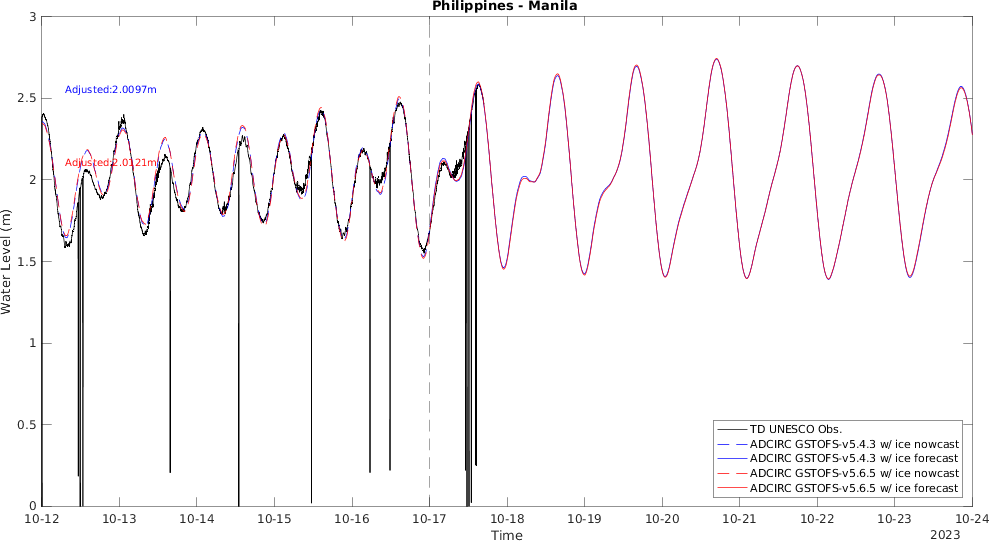 Philippines - Manila
3
2.5
2
1.5
1
0.5
0
Water Level (m)
Adjusted:2.0097m
Adjusted:2.0121m
TD UNESCO Obs.
ADCIRC GSTOFS-v5.4.3 w/ ice nowcast
ADCIRC GSTOFS-v5.4.3 w/ ice forecast
ADCIRC GSTOFS-v5.6.5 w/ ice nowcast
ADCIRC GSTOFS-v5.6.5 w/ ice forecast
10-12 10-13 10-14 10-15 10-16 10-17 10-18 10-19 10-20 10-21 10-22 10-23 10-24
Time
2023